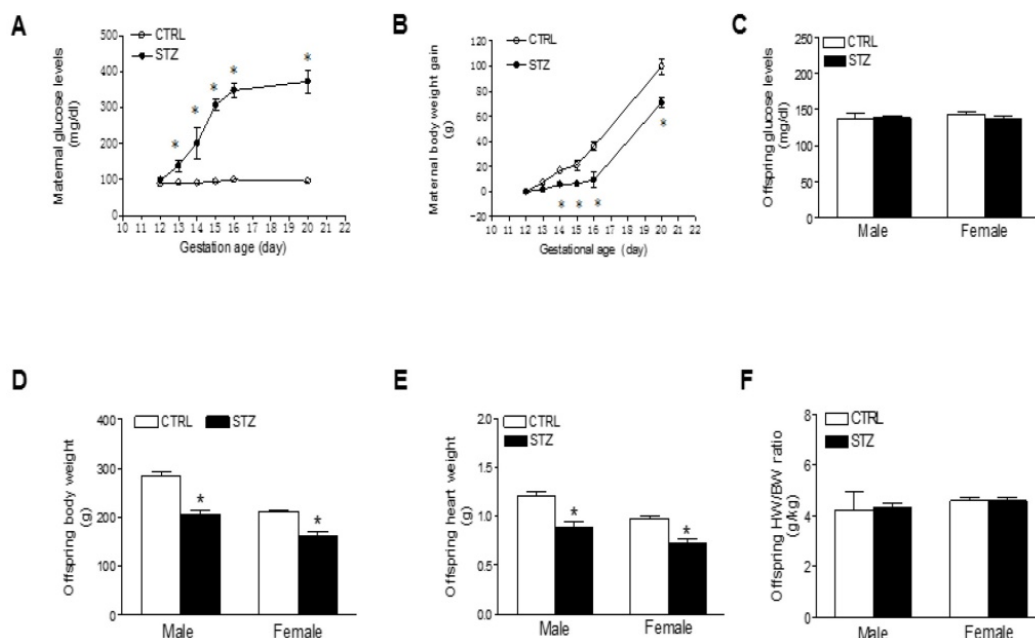 A
CTRL
STZ
Maternal glucose levels
(mg/dl)
500
400
300
200
100
0
* * * * *
10 11 12 13 14 15 16 17 18 19 20 21 22
Gestation age (day)
B
CTRL
STZ
Maternal body weight gain
(g)
120
100
80
60
40
20
0
-20
* * * *
10 11 12 13 14 15 16 17 18 19 20 21 22
Gestational age (day)
C
CTRL
STZ
Offspring glucose levels
(mg/dl)
250
200
150
100
50
0
Male Female
D
CTRL STZ
Offspring body weight
(g)
400
300
200
100
0
* *
Male Female
E
CTRL
STZ
Offspring heart weight
(g)
2.0
1.5
1.0
0.5
0.0
* *
Male Female
F
CTRL
STZ
Offspring HW/BW ratio
(g/kg)
8
6
4
2
0
Male Female